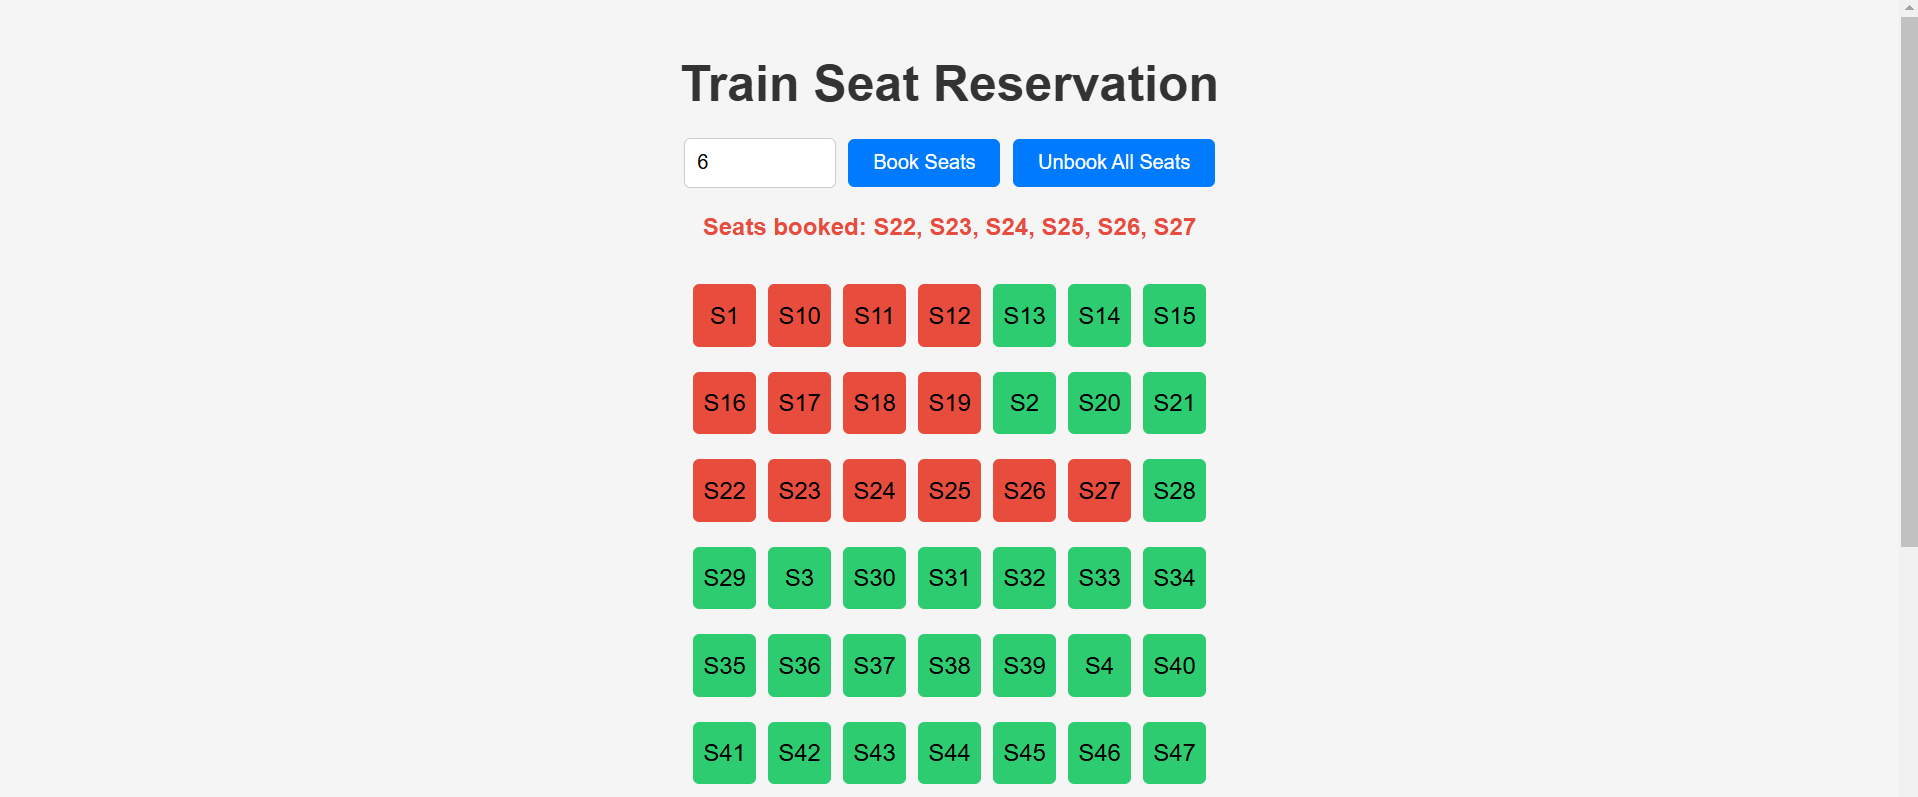 Train Seat Reservation
6 Book Seats Unbook All Seats
Seats booked: S22, S23, S24, S25, S26, S27
S1 S10 S11 S12 S13 S14 S15
S16 S17 S18 S19 S2 S20 S21
S22 S23 S24 S25 S26 S27 S28
S29 S3 S30 S31 S32 S33 S34
S35 S36 S37 S38 S39 S4 S40
S41 S42 S43 S44 S45 S46 S47